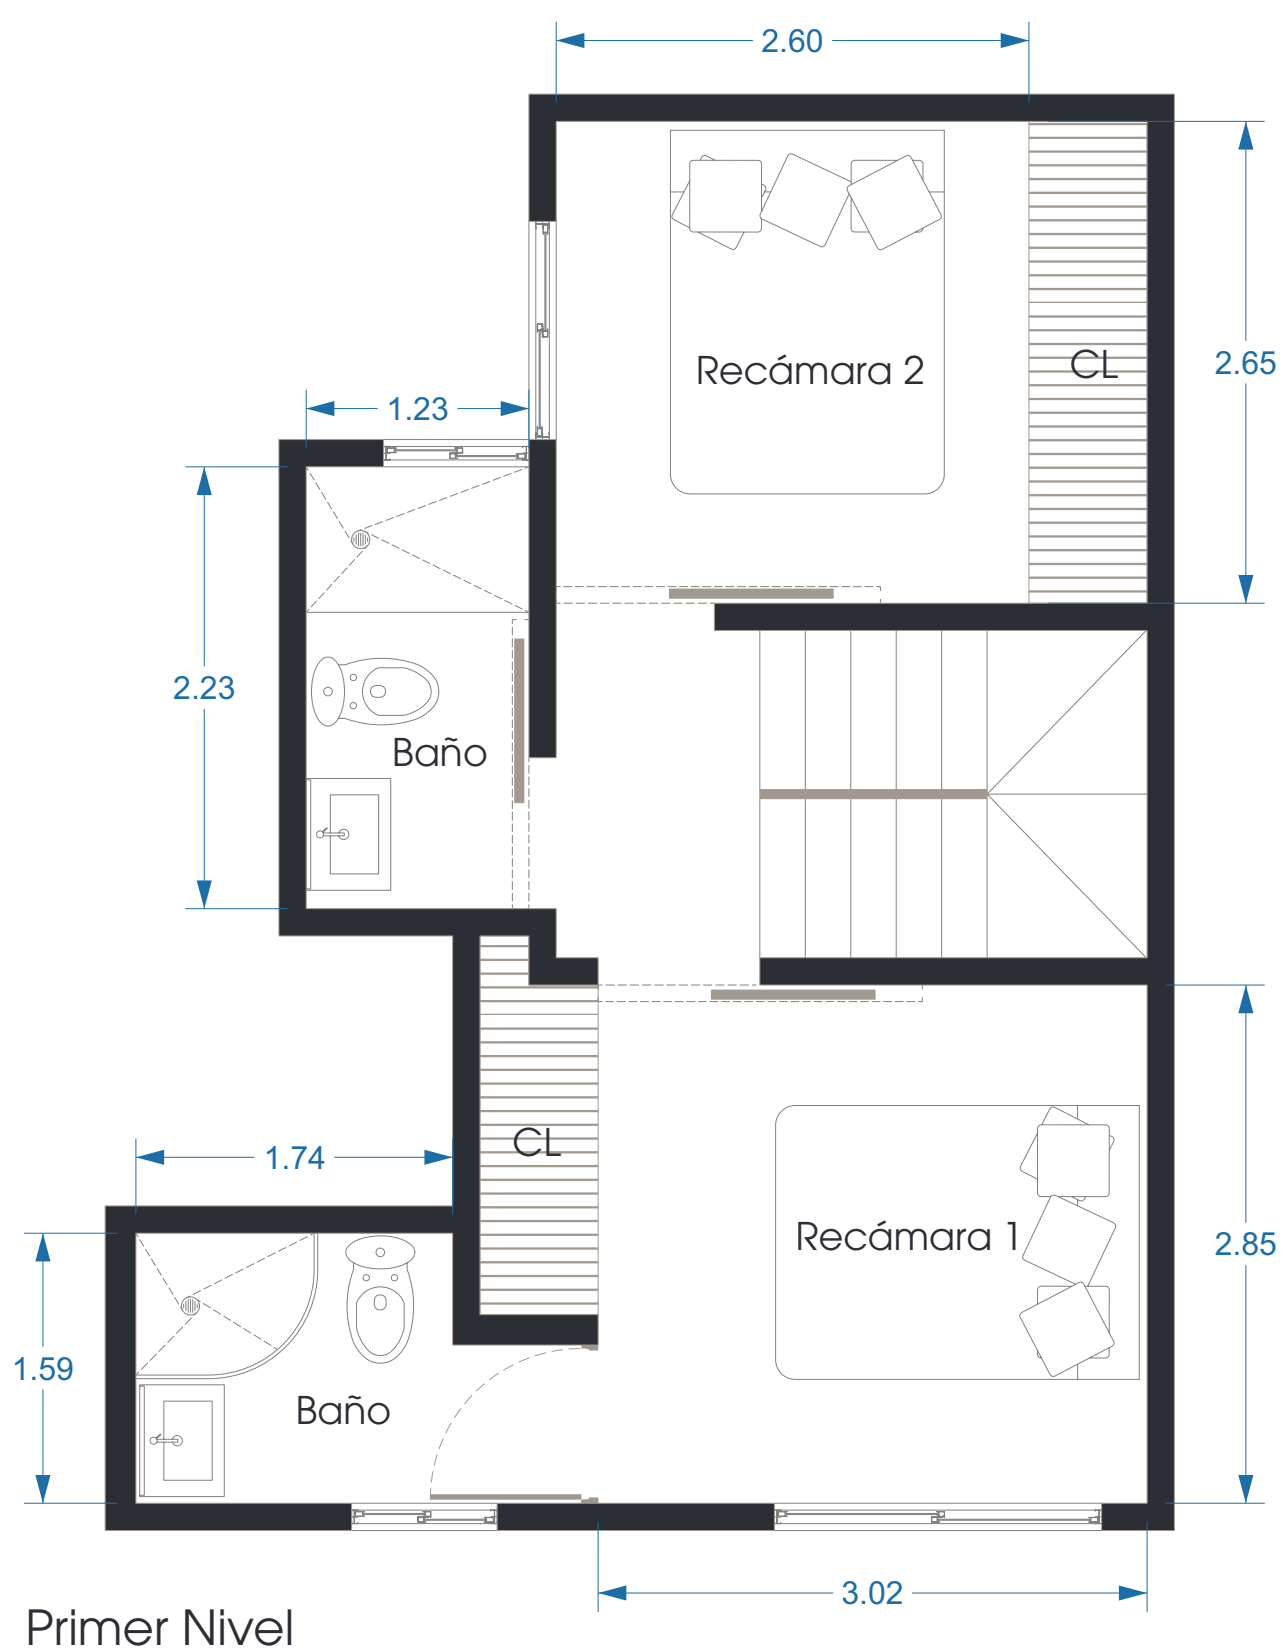 2.60
Recámara 2
CL
2.65
1.23
2.23
Baño
CL
1.74
Recámara 1
2.85
1.59
Baño
3.02
Primer Nivel